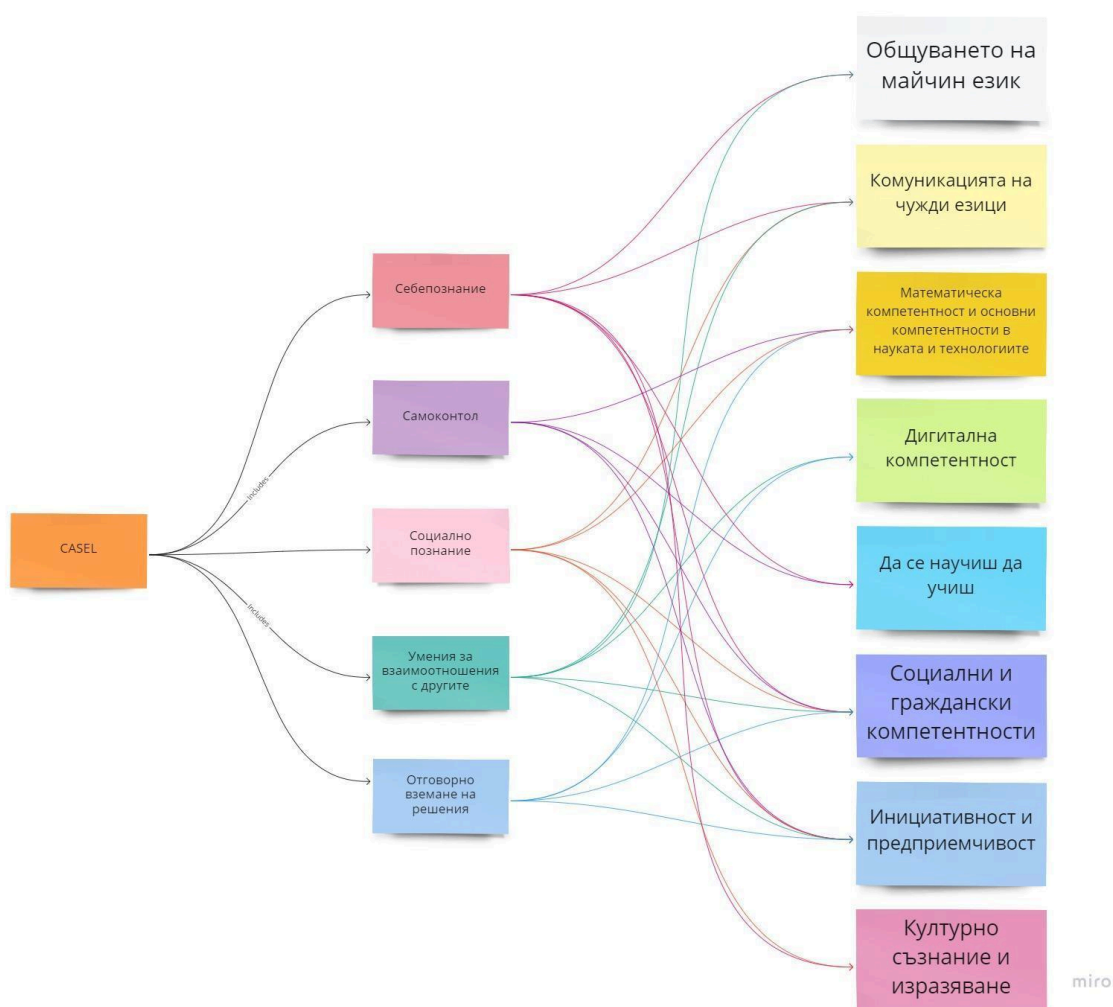 CASEL
includes
includes
Себепознание
Самоконтол
Социално
познание
Умения за
взаимоотношения
с другите
Отговорно
вземане на
решения
Общуването на
майчин език
Комуникацията на
чужди езици
Математическа
компетентност и основни
компетентности в
науката и технологиите
Дигитална
компетентност
Да се научиш да
учиш
Социални и
граждански
компетентности
Инициативност и
предприемчивост
Културно
съзнание и
изразяване
miro